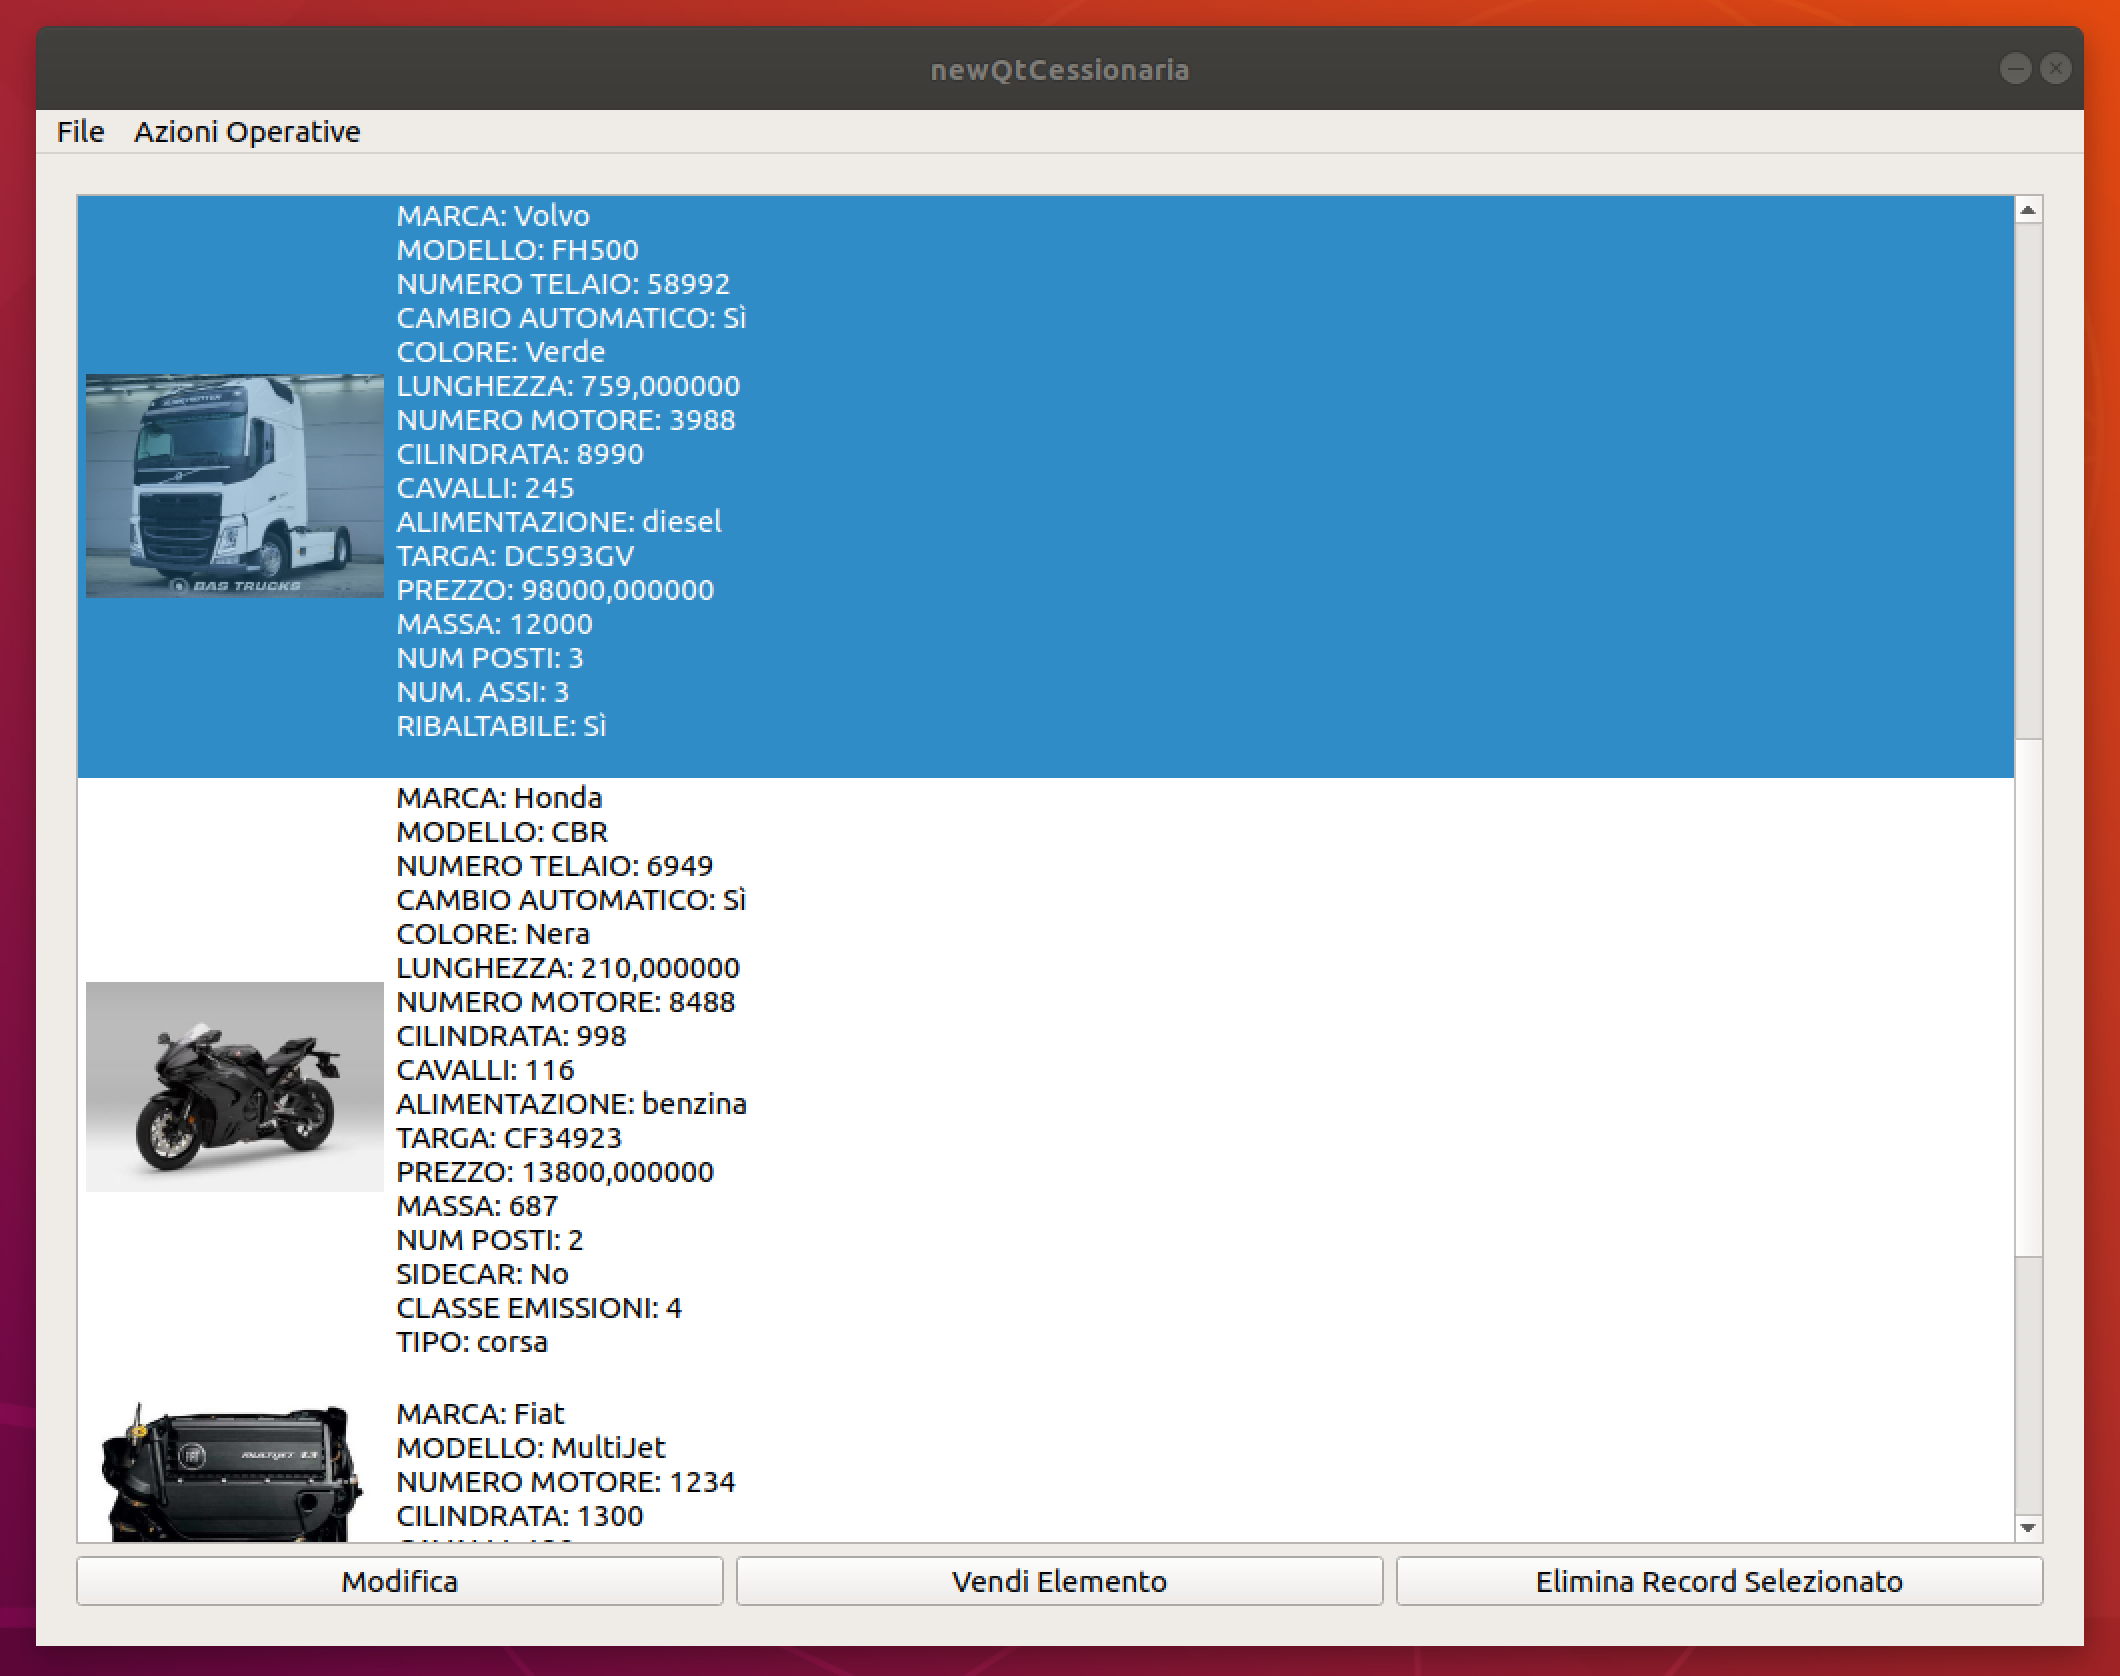 newQtCessionaria
File Azioni Operative
MARCA: Volvo
MODELLO: FH500
NUMERO TELAIO: 58992
CAMBIO AUTOMATICO: Sì
COLORE: Verde
LUNGHEZZA: 759,000000
NUMERO MOTORE: 3988
CILINDRATA: 8990
CAVALLI: 245
ALIMENTAZIONE: diesel
TARGA: DC593GV
PREZZO: 98000,000000
MASSA: 12000
NUM POSTI: 3
NUM. ASSI: 3
RIBALTABILE: Sì
BAS TRUCKS
MARCA: Honda
MODELLO: CBR
NUMERO TELAIO: 6949
CAMBIO AUTOMATICO: Sì
COLORE: Nera
LUNGHEZZA: 210,000000
NUMERO MOTORE: 8488
CILINDRATA: 998
CAVALLI: 116
ALIMENTAZIONE: benzina
TARGA: CF34923
PREZZO: 13800,000000
MASSA: 687
NUM POSTI: 2
SIDECAR: No
CLASSE EMISSIONI: 4
TIPO: corsa
MARCA: Fiat
MODELLO: MultiJet
NUMERO MOTORE: 1234
CILINDRATA: 1300
Modifica
Vendi Elemento
Elimina Record Selezionato